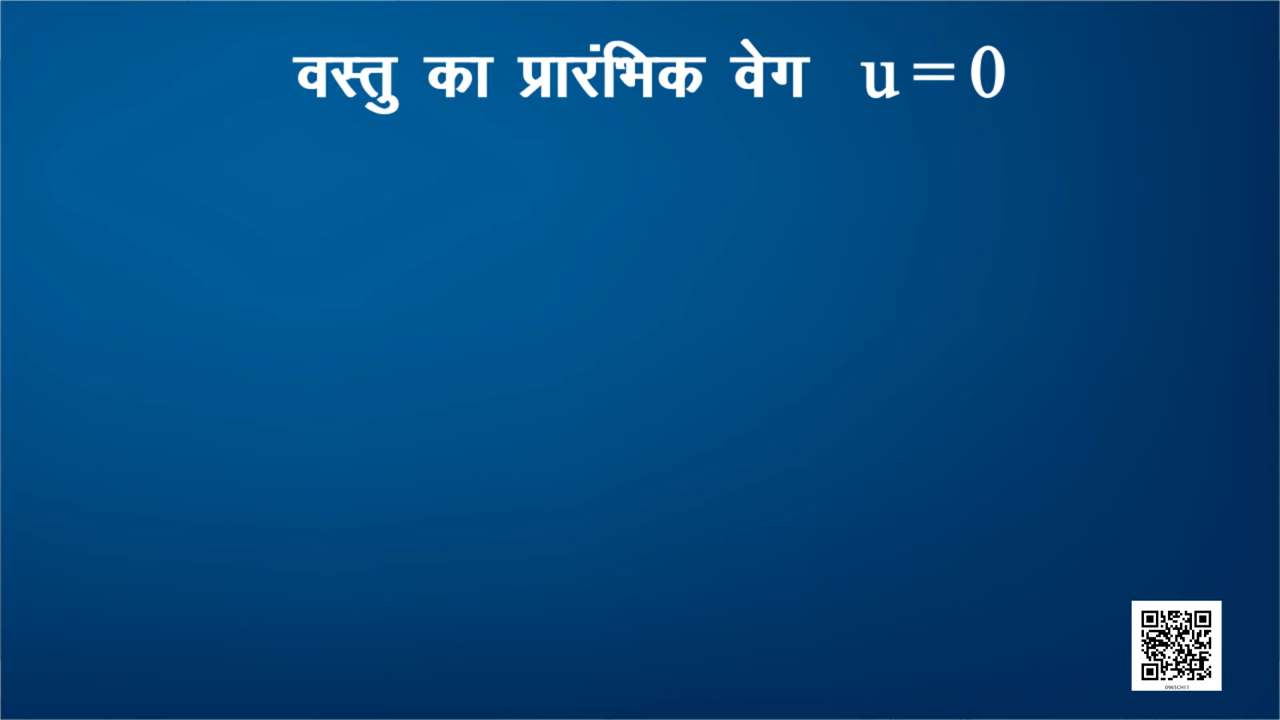 वस्तु का प्रारंभिक वेग u = 0